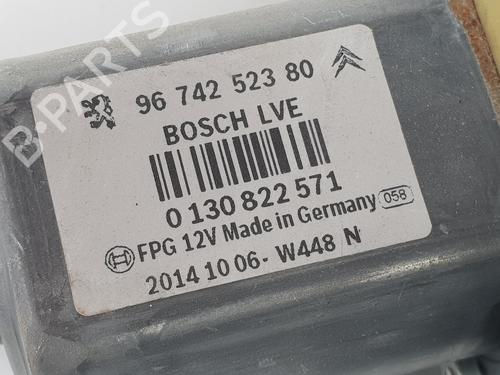 96 742 523 80
BOSCH LVE
0 130 822 571
FPG 12V Made in Germany 058
2014 10 06- W448 N
B-PARTS